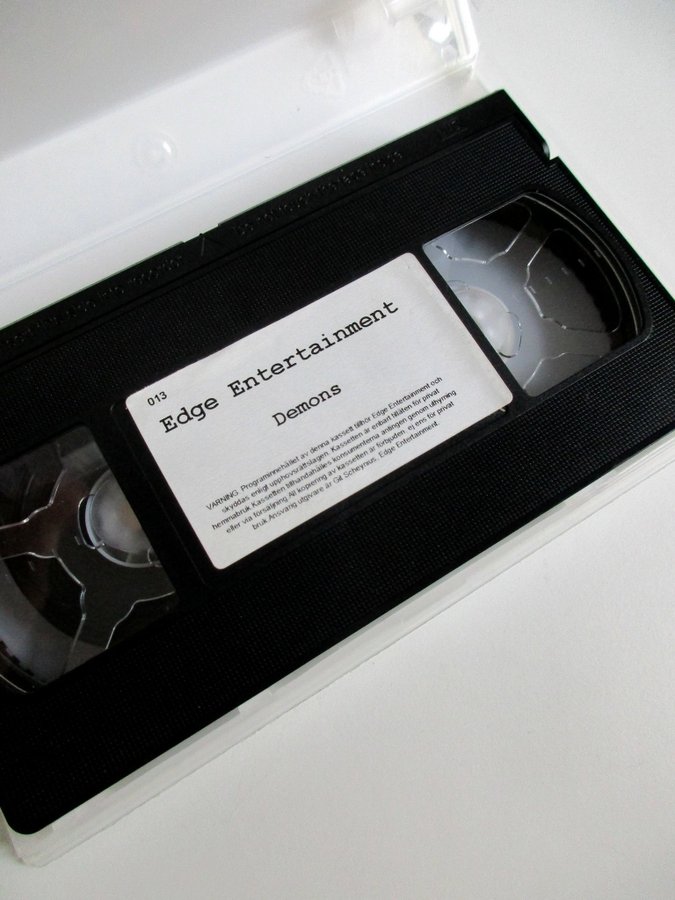 013
Edge Entertainment
Demons
VARNING: Programinnehållet av denna kassett tillhör Edge Entertainment och
skyddas enligt upphovsrättslagen. Kassetten är enbart tillåten för privat
hemmabruk.Kassetten tillhandahålles konsumenterna antingen genom uthyrning
eller via försäljning.All kopiering av kassetten är förbjuden, ej ens för privat
bruk.Ansvarig utgivare är Gil Scheynius. Edge Entertainment.